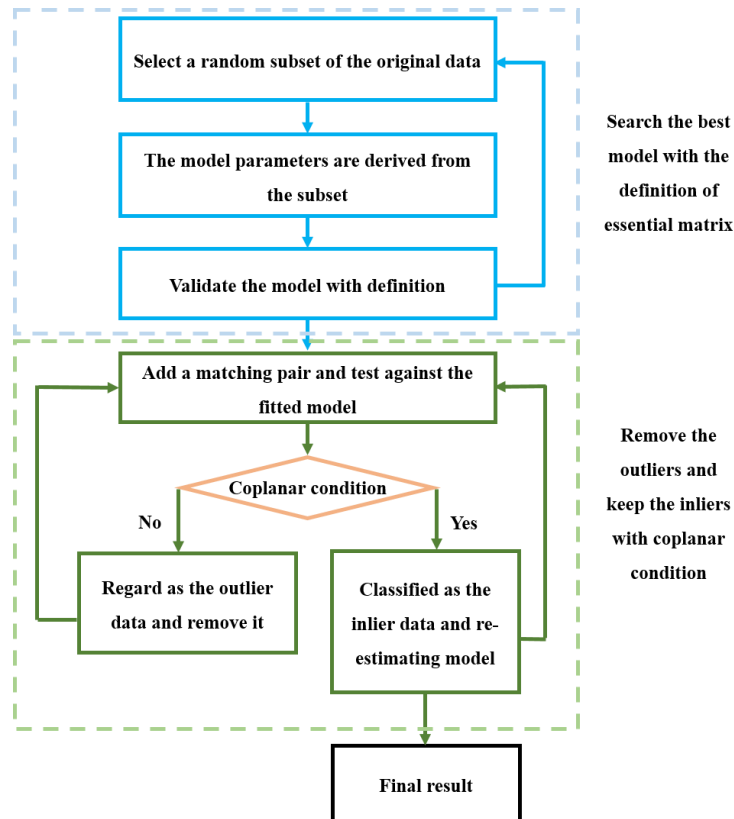 Select a random subset of the original data
The model parameters are derived from
the subset
Validate the model with definition
Search the best
model with the
definition of
essential matrix
Add a matching pair and test against the
fitted model
Coplanar condition
No
Yes
Regard as the outlier
data and remove it
Classified as the
inlier data and re-
estimating model
Remove the
outliers and
keep the inliers
with coplanar
condition
Final result